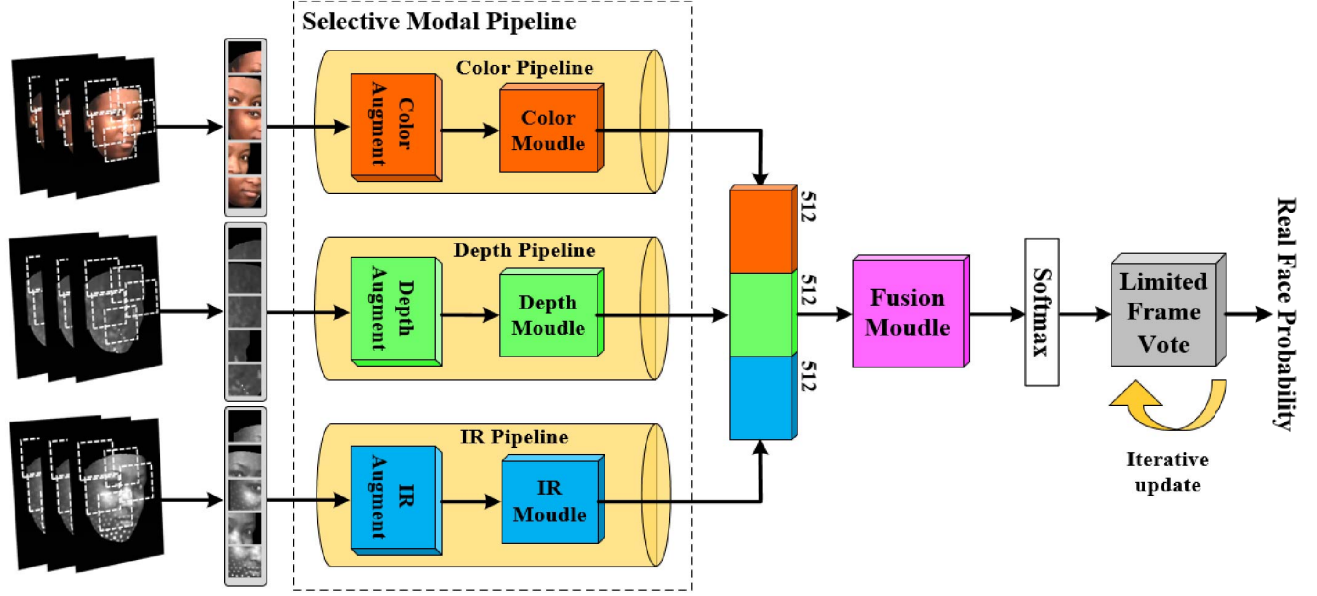 Selective Modal Pipeline
Color Pipeline
Color
Augment
Color
Moudle
Depth Pipeline
Depth
Augment
Depth
Moudle
IR Pipeline
IR
Augment
IR
Moudle
512
512
512
Fusion
Moudle
Softmax
Limited
Frame
Vote
Iterative
update
Real Face Probability